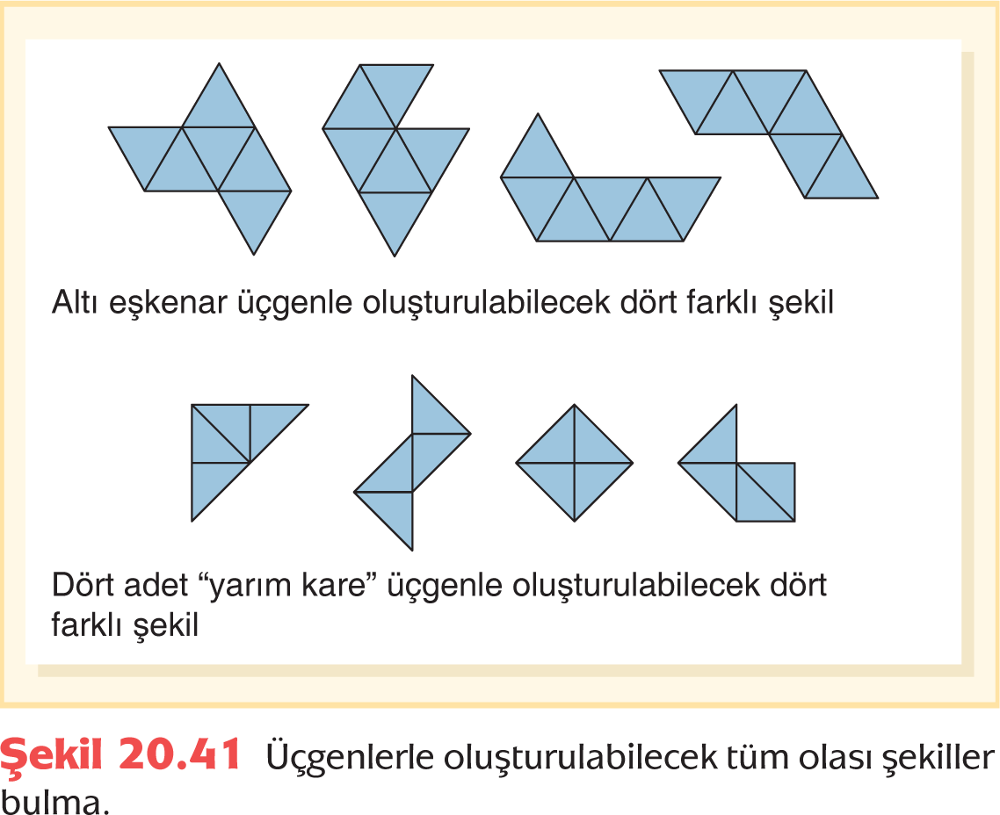 Altı eşkenar üçgenle oluşturulabilecek dört farklı şekil
Dört adet “yarım kare” üçgenle oluşturulabilecek dört
farklı şekil
Şekil 20.41 Üçgenlerle oluşturulabilecek tüm olası şekiller
bulma.